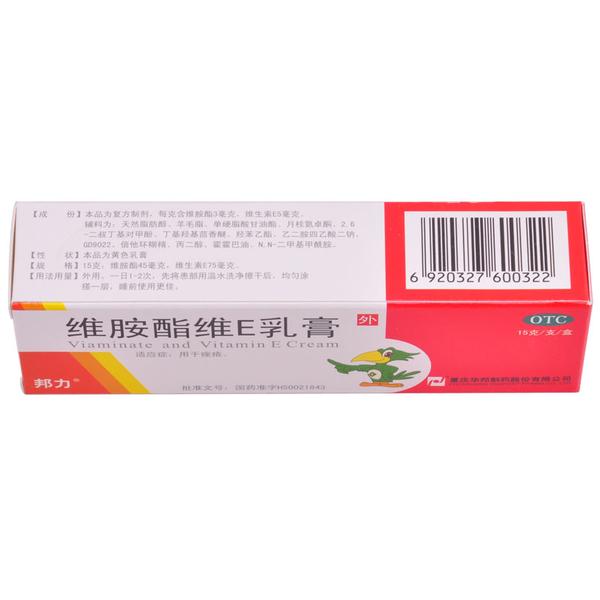 【成　份】本品为复方制剂，每克含维胺酯3毫克，维生素E5毫克。
辅料为：天然脂肪醇、羊毛脂、单硬脂酸甘油酯、月桂氮卓酮、2,6
-二叔丁基对甲酚、丁基羟基茴香醚、羟苯乙酯、乙二胺四乙酸二钠、
GD9022、倍他环糊精、丙二醇、霍霍巴油、N,N-二甲基甲酰胺。
【性　状】本品为黄色乳膏
【规　格】15克：维胺酯45毫克，维生素E75毫克。
【用法用量】外用，一日1-2次，先将患部用温水洗净擦干后，均匀涂
搽一层，睡前使用更佳。
6 920327 600322
维胺酯维E乳膏
外
Viaminate and Vitamin E Cream
适应症：用于痤疮。
邦力
批准文号：国药准字H50021843
OTC
15克/支/盒
重庆华邦制药股份有限公司